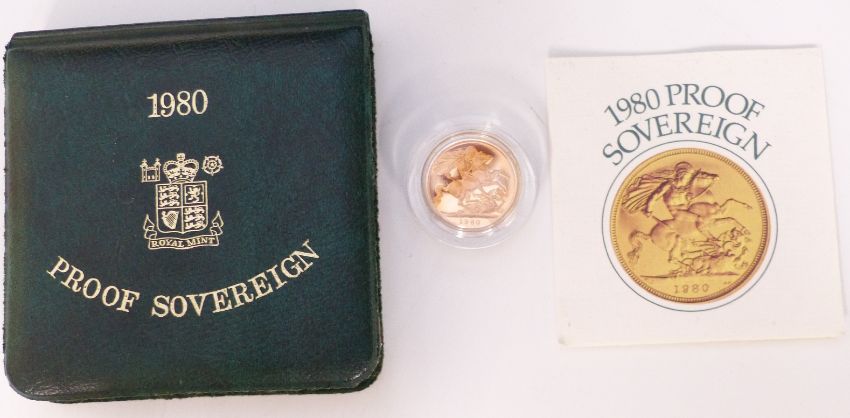 1980
ROYAL MINT
PROOF SOVEREIGN
1980
1980 PROOF
SOVEREIGN
1980